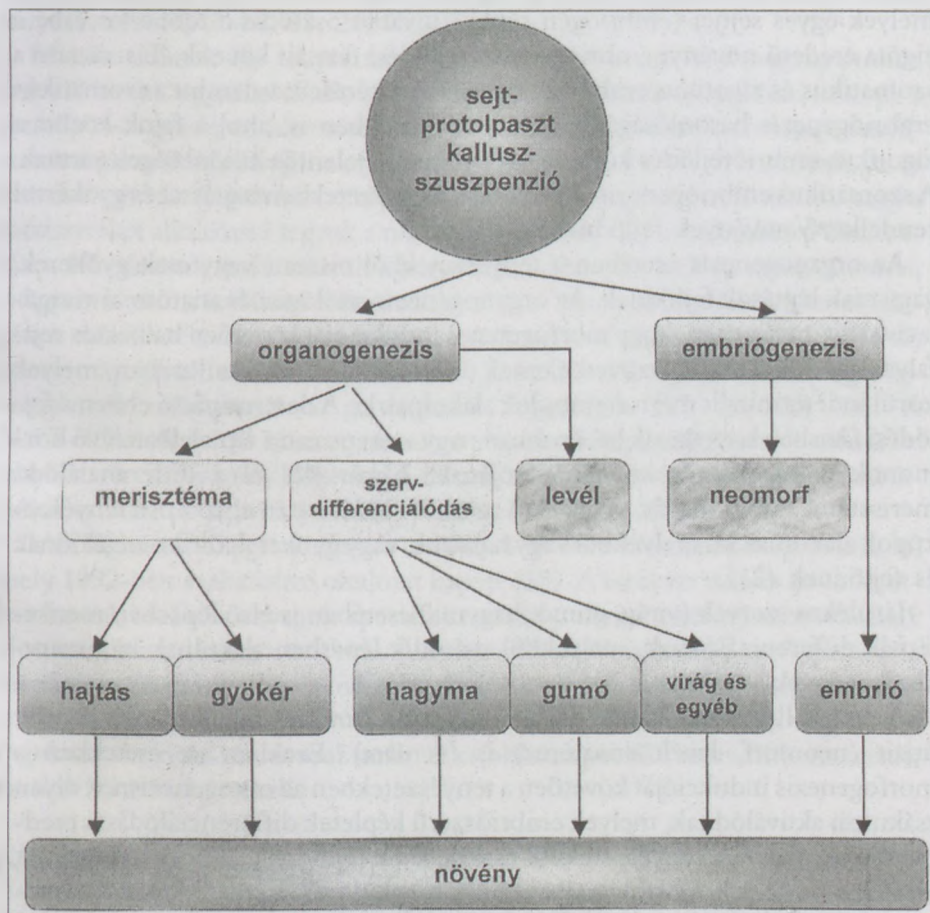 sejt-
protolpaszt
kallusz-
szuszpenzió
organogenezis
embriógenezis
merisztéma
szerv-
differenciálódás
levél
neomorf
hajtás
gyökér
hagyma
gumó
virág és
egyéb
embrió
növény